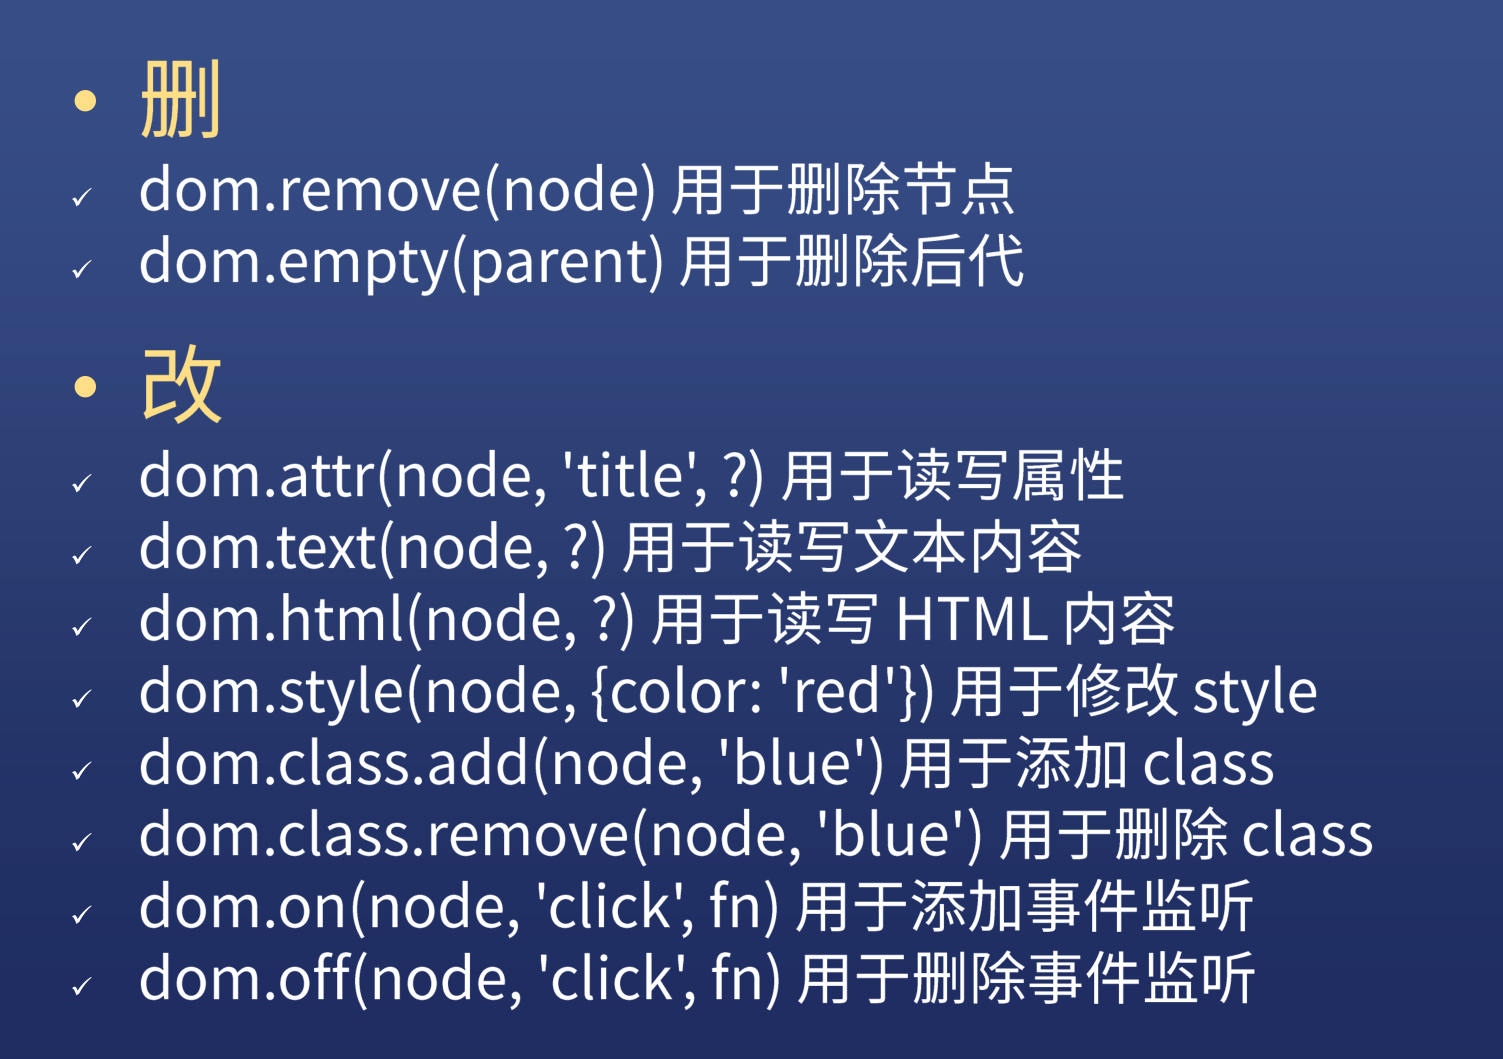 • 删
✓ dom.remove(node) 用于删除节点
✓ dom.empty(parent) 用于删除后代
• 改
✓ dom.attr(node, 'title', ?) 用于读写属性
✓ dom.text(node, ?) 用于读写文本内容
✓ dom.html(node, ?) 用于读写 HTML 内容
✓ dom.style(node, {color: 'red'}) 用于修改 style
✓ dom.class.add(node, 'blue') 用于添加 class
✓ dom.class.remove(node, 'blue') 用于删除 class
✓ dom.on(node, 'click', fn) 用于添加事件监听
✓ dom.off(node, 'click', fn) 用于删除事件监听